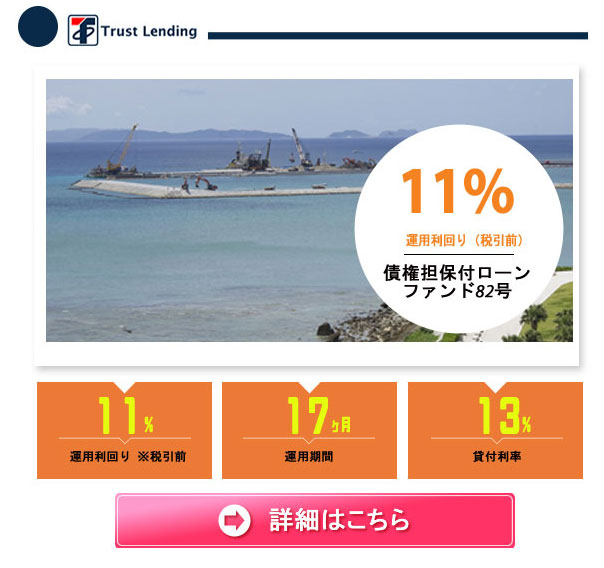 Trust Lending
11%
運用利回り（税引前）
債権担保付ローン
ファンド82号
11%
運用利回り ※税引前
17ヶ月
運用期間
13%
貸付利率
詳細はこちら